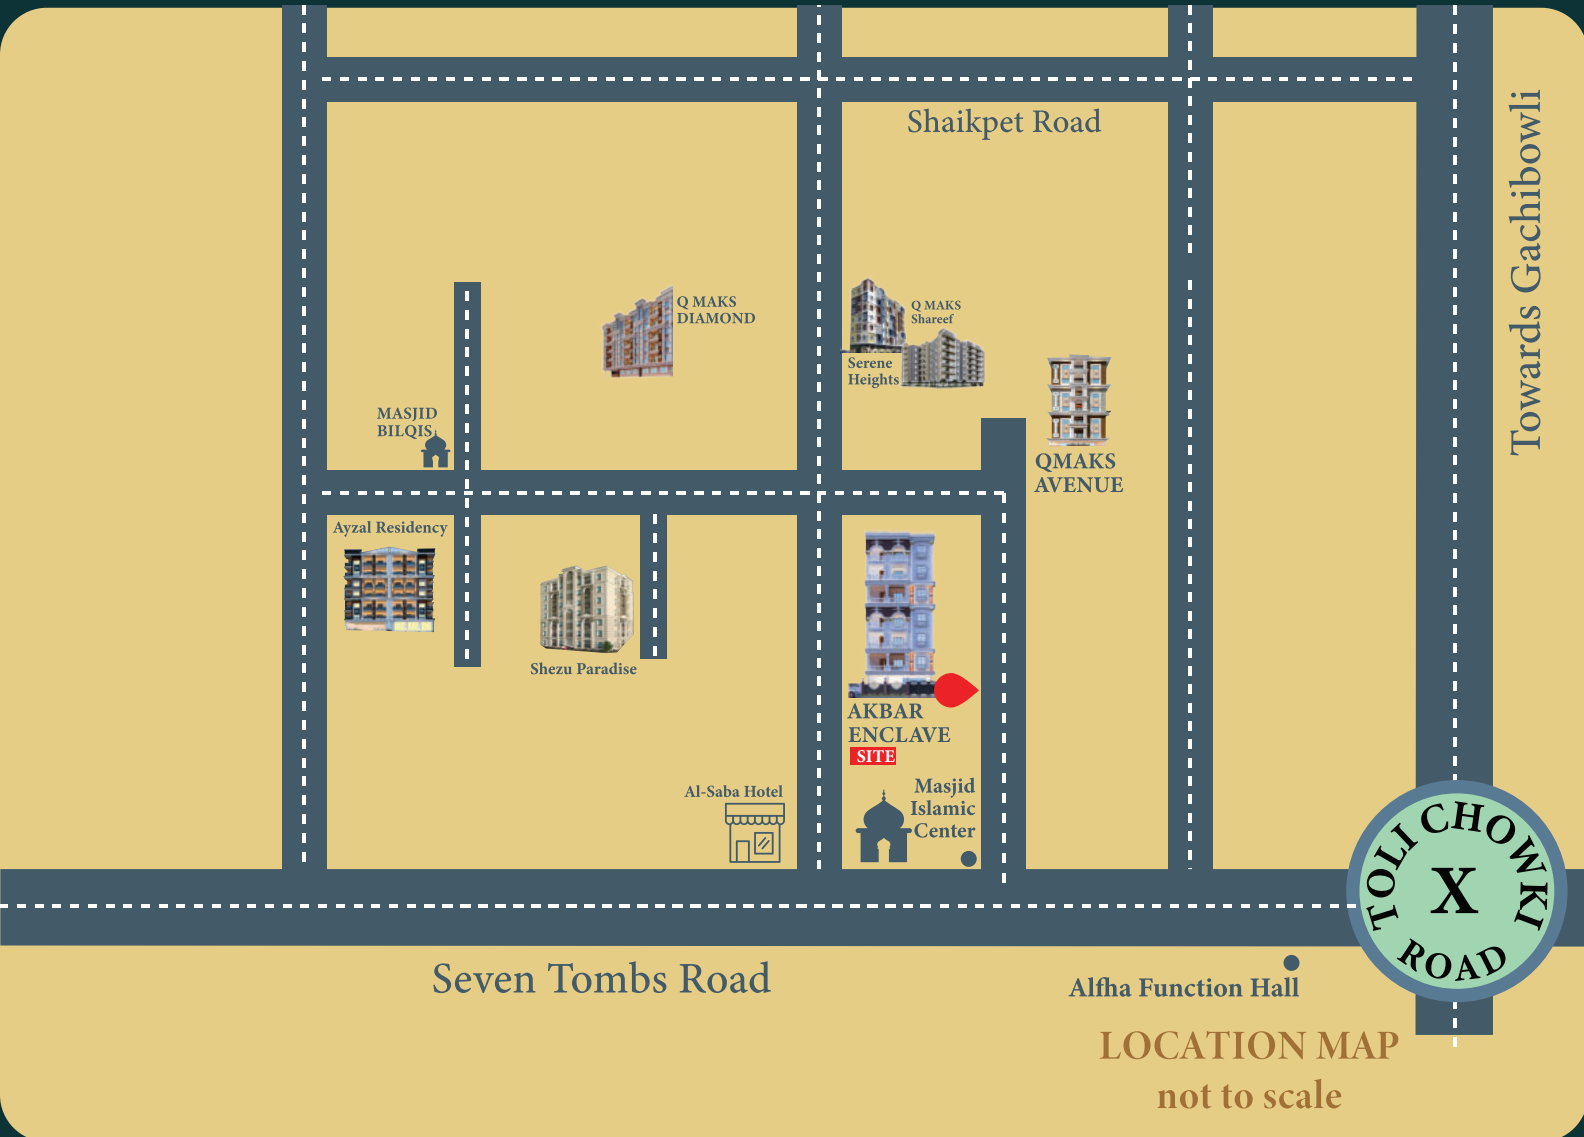 Shaikpet Road
Towards Gachibowli
Q MAKS
DIAMOND
Q MAKS
Shareef
Serene
Heights
MASJID
BILQIS
QMAKS
AVENUE
Ayzal Residency
Shezu Paradise
AKBAR
ENCLAVE
SITE
Al-Saba Hotel
Masjid
Islamic
Center
TOLI CHOWKI
X
ROAD
Seven Tombs Road
Alfha Function Hall
LOCATION MAP
not to scale